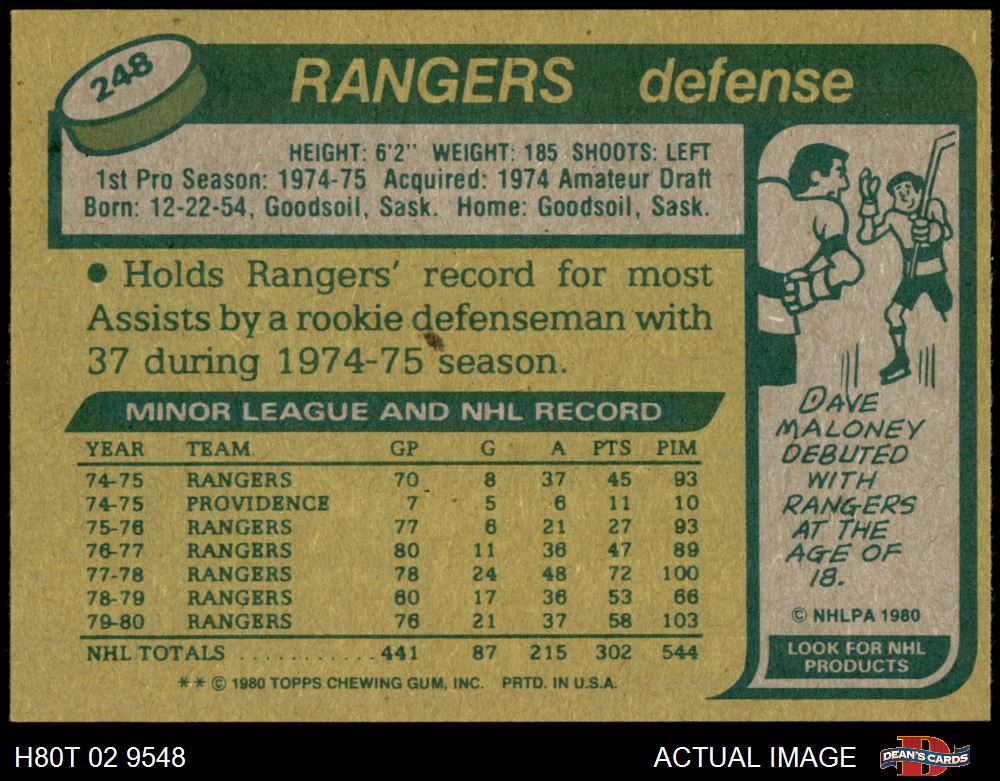 248
RANGERS defense
HEIGHT: 6'2" WEIGHT: 185 SHOOTS: LEFT
1st Pro Season: 1974-75 Acquired: 1974 Amateur Draft
Born: 12-22-54, Goodsoil, Sask. Home: Goodsoil, Sask.
● Holds Rangers' record for most
Assists by a rookie defenseman with
37 during 1974-75 season.
MINOR LEAGUE AND NHL RECORD
YEAR TEAM GP G A PTS PIM
74-75 RANGERS 70 8 37 45 93
74-75 PROVIDENCE 7 5 6 11 10
75-76 RANGERS 77 6 21 27 93
76-77 RANGERS 80 11 36 47 89
77-78 RANGERS 78 24 48 72 100
78-79 RANGERS 60 17 36 53 66
79-80 RANGERS 76 21 37 58 103
NHL TOTALS ........... 441 87 215 302 544
** © 1980 TOPPS CHEWING GUM, INC. PRTD. IN U.S.A.
DAVE
MALONEY
DEBUTED
WITH
RANGERS
AT THE
AGE OF
18.
© NHLPA 1980
LOOK FOR NHL
PRODUCTS
H80T 02 9548
ACTUAL IMAGE
DEAN'S CARDS